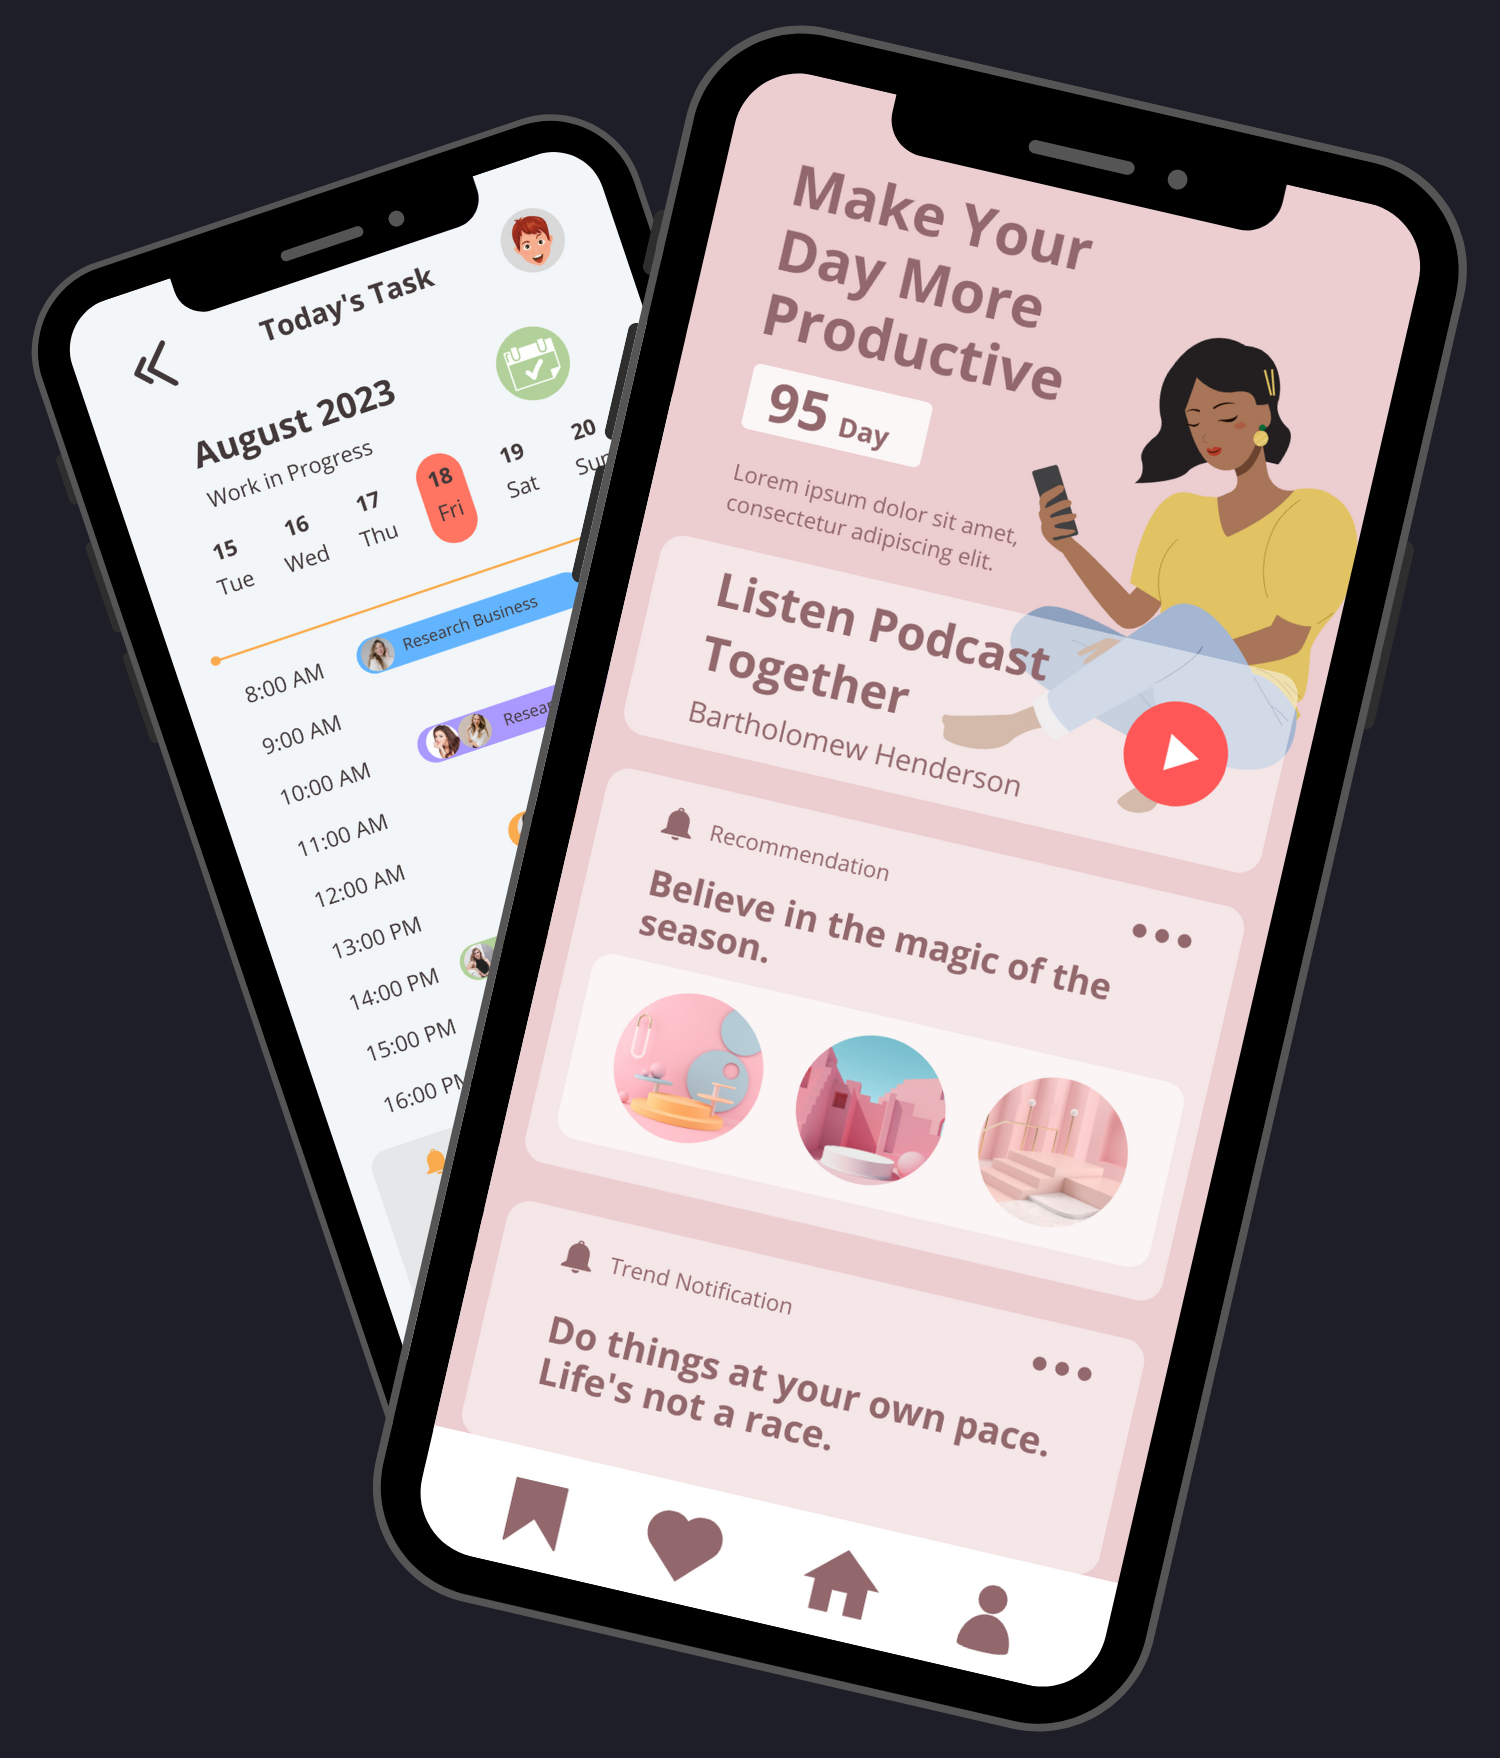 Today's Task
August 2023
Work in Progress
15 16 17 18 19 20
Tue Wed Thu Fri Sat Sun
8:00 AM
Research Business
9:00 AM
10:00 AM
11:00 AM
12:00 AM
13:00 PM
14:00 PM
15:00 PM
16:00 PM
Make Your
Day More
Productive
95 Day
Lorem ipsum dolor sit amet,
consectetur adipiscing elit.
Listen Podcast
Together
Bartholomew Henderson
Recommendation
Believe in the magic of the
season.
Trend Notification
Do things at your own pace.
Life's not a race.